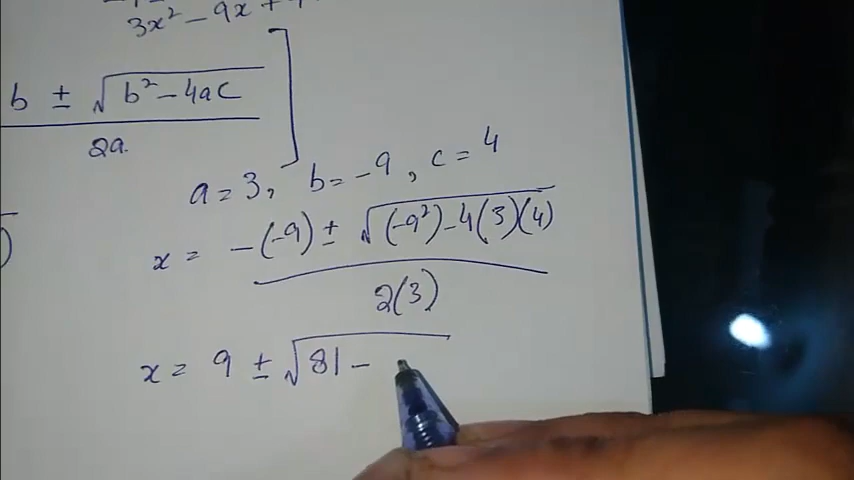 3x² - 9x +
b ± √b² - 4ac
2a
a = 3, b = -9, c = 4
x = -(-9) ± √(-9²) - 4(3)(4)
2(3)
x = 9 ± √81 -